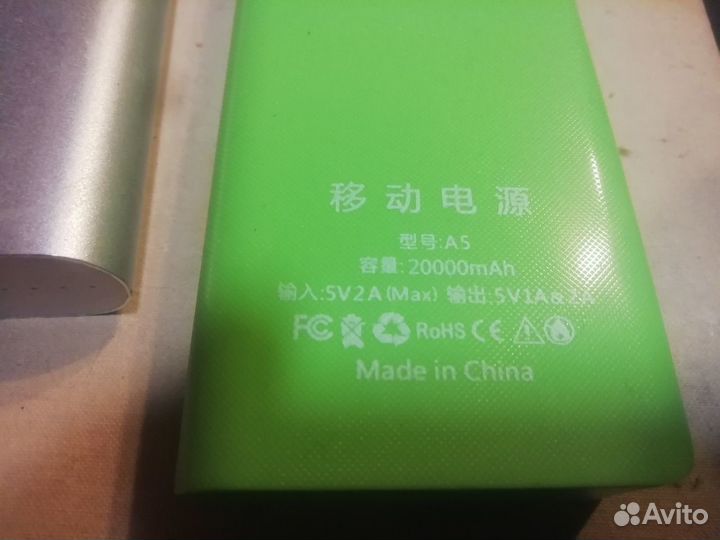 移动电源
型号:A5
容量:20000mAh
输入:5V2A(Max) 输出:5V1A&2A
FC RoHS CE
Made in China
Avito